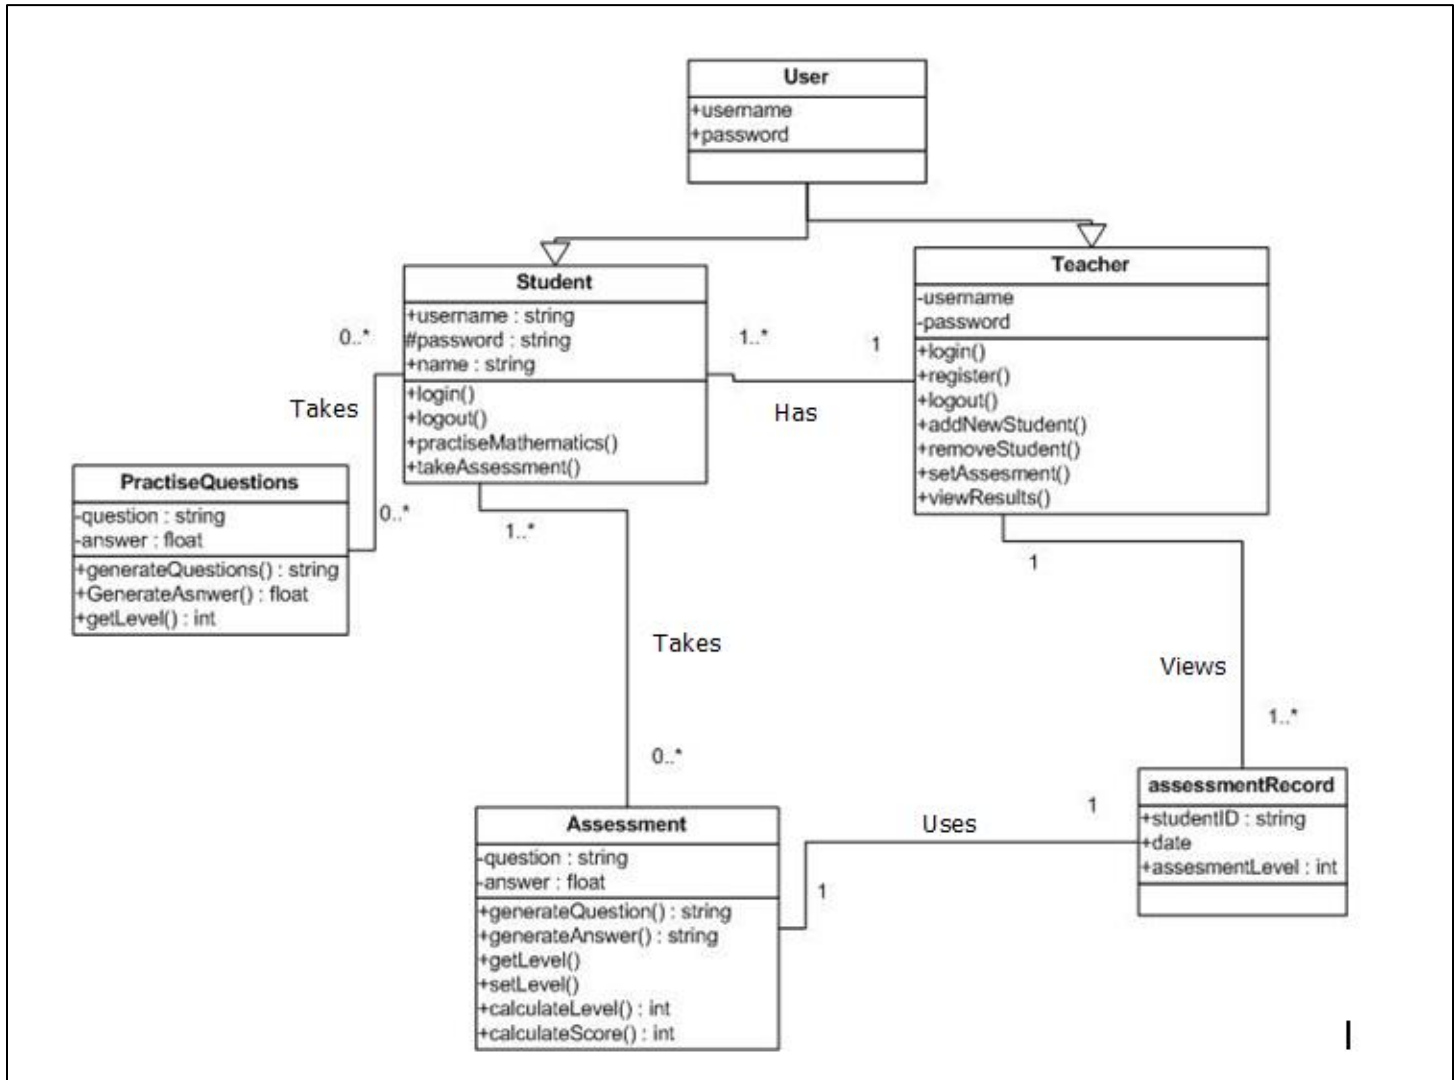 User
+username
+password
Student
+username : string
#password : string
+name : string
+login()
+logout()
+practiseMathematics()
+takeAssessment()
Teacher
-username
-password
+login()
+register()
+logout()
+addNewStudent()
+removeStudent()
+setAssesment()
+viewResults()
0..*
Takes
0..*
1..*
Has
1
PractiseQuestions
-question : string
-answer : float
+generateQuestions() : string
+GenerateAsnwer() : float
+getLevel() : int
1..*
Takes
0..*
1
Views
1..*
Assessment
-question : string
-answer : float
+generateQuestion() : string
+generateAnswer() : string
+getLevel()
+setLevel()
+calculateLevel() : int
+calculateScore() : int
1
Uses
1
assessmentRecord
+studentID : string
+date
+assesmentLevel : int